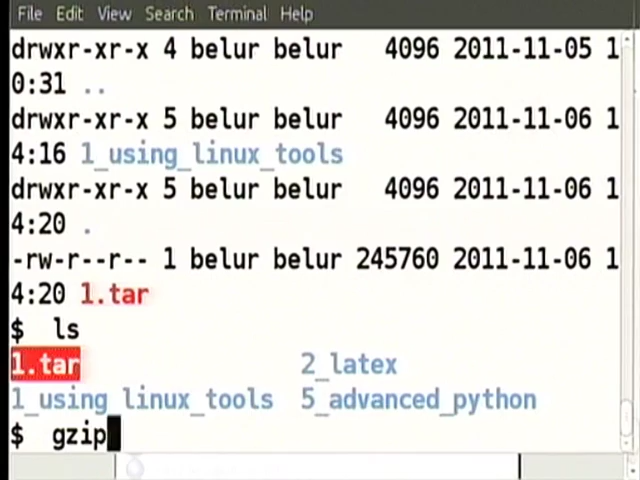 File Edit View Search Terminal Help
drwxr-xr-x 4 belur belur 4096 2011-11-05 1
0:31 ..
drwxr-xr-x 5 belur belur 4096 2011-11-06 1
4:16 1_using_linux_tools
drwxr-xr-x 5 belur belur 4096 2011-11-06 1
4:20 .
-rw-r--r-- 1 belur belur 245760 2011-11-06 1
4:20 1.tar
$ ls
1.tar 2_latex
1_using_linux_tools 5_advanced_python
$ gzip